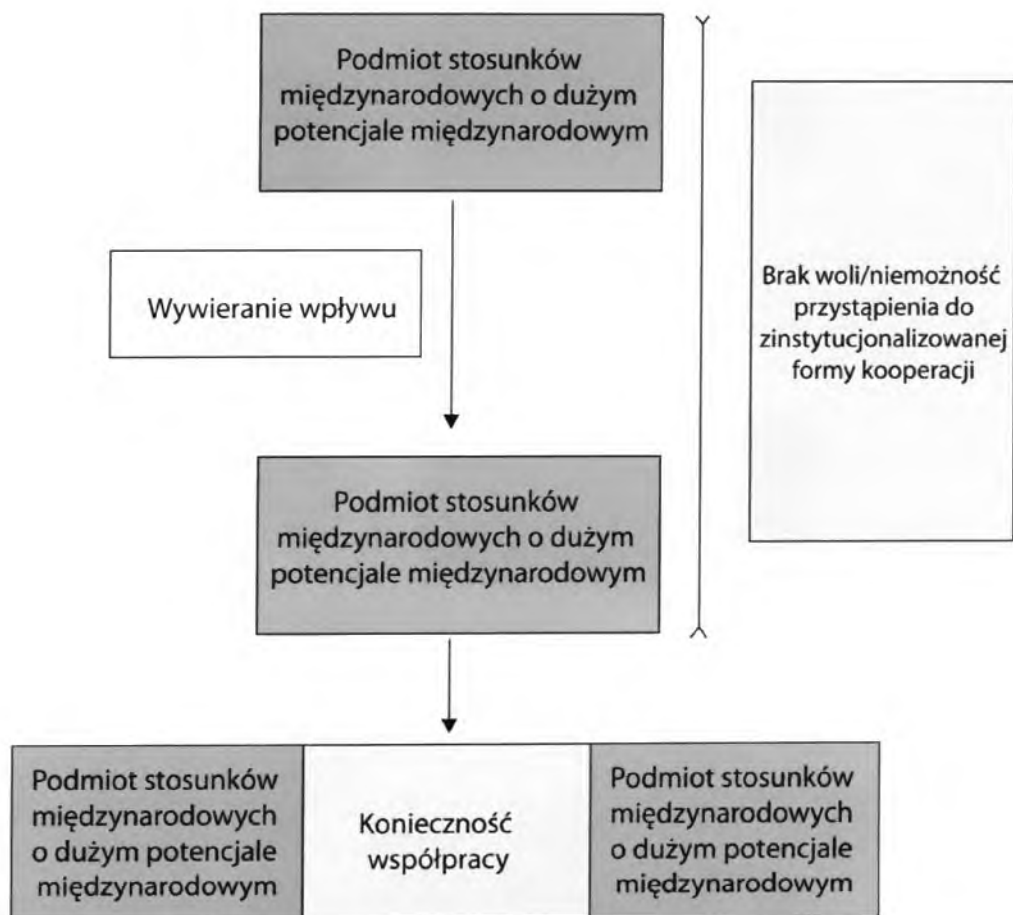 Podmiot stosunków
międzynarodowych o dużym
potencjale międzynarodowym
Wywieranie wpływu
Brak woli/niemożność
przystąpienia do
zinstytucjonalizowanej
formy kooperacji
Podmiot stosunków
międzynarodowych o dużym
potencjale międzynarodowym
Podmiot stosunków
międzynarodowych
o dużym potencjale
międzynarodowym
Konieczność
współpracy
Podmiot stosunków
międzynarodowych
o dużym potencjale
międzynarodowym